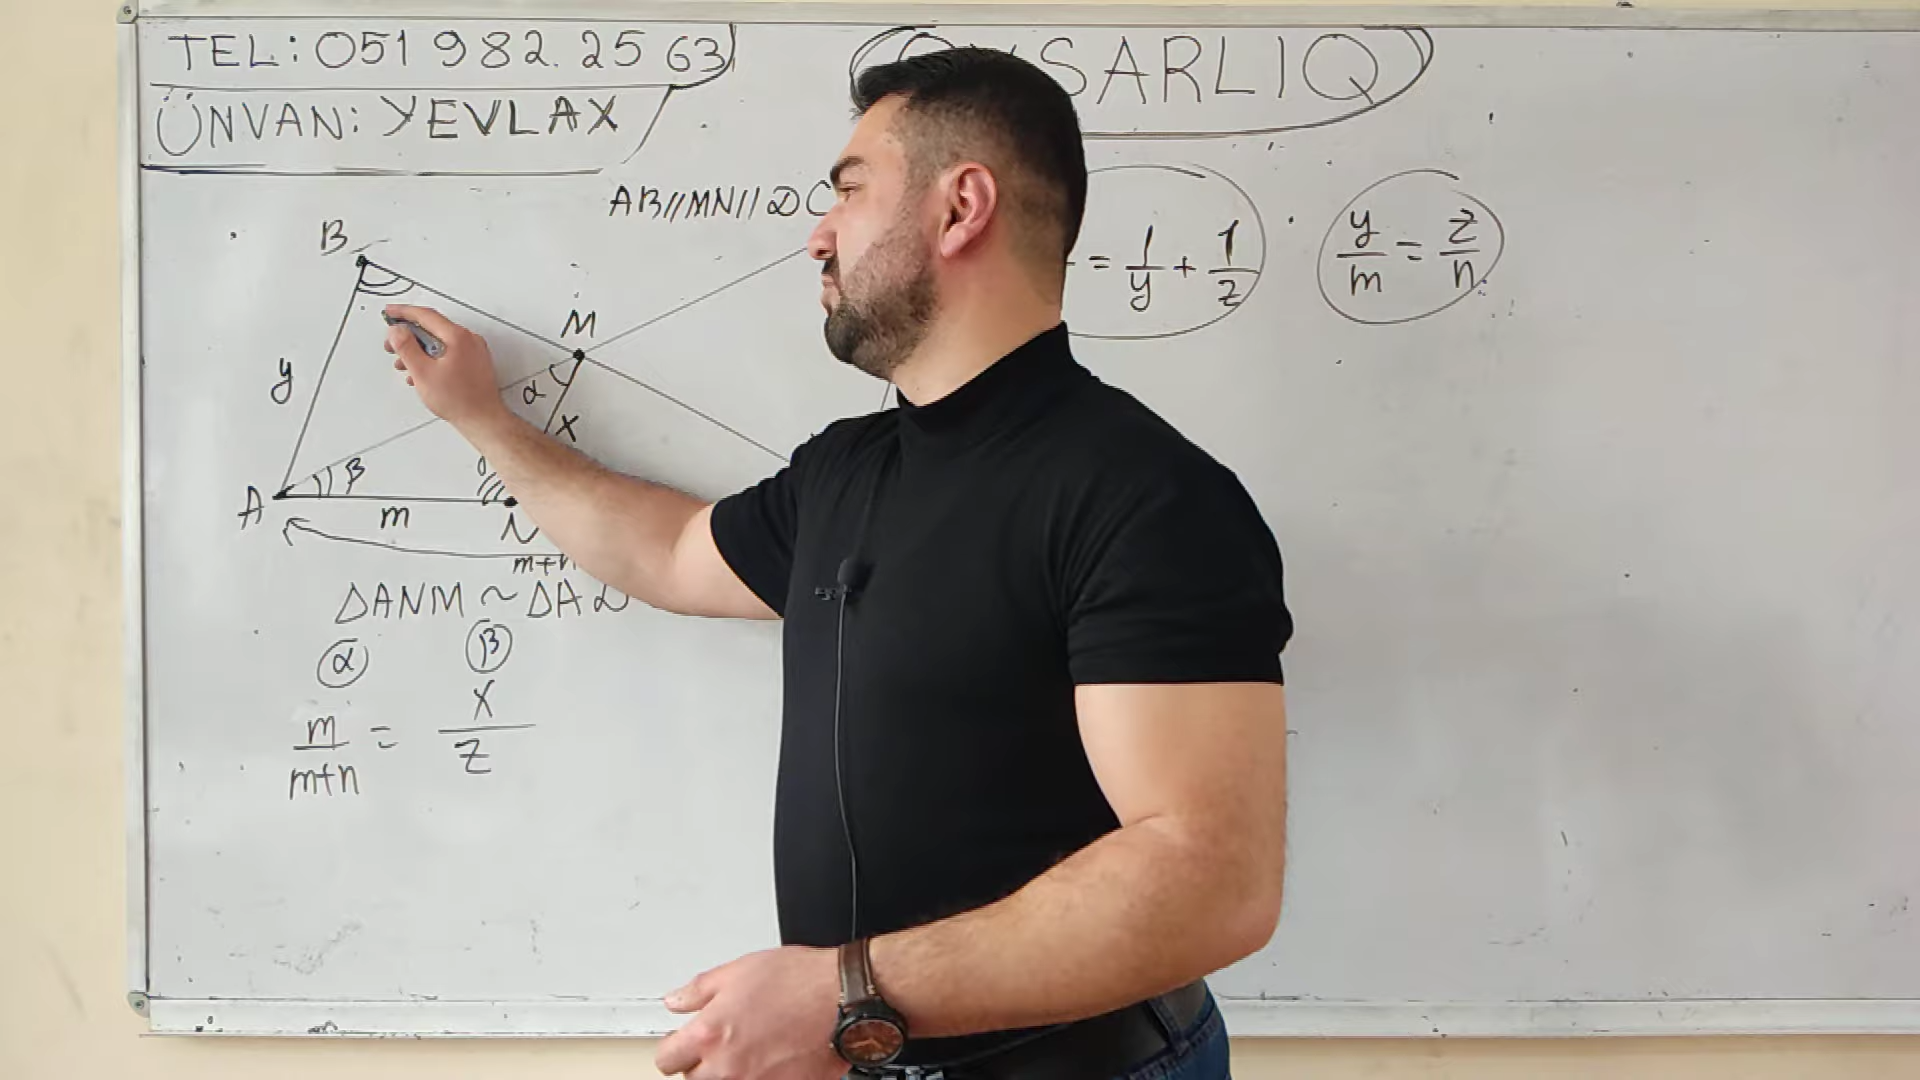 TEL: 051 982. 25 63
ÜNVAN: YEVLAX
SARLIQ
AB//MN//DC
= 1/y + 1/z
y/m = z/n
B
M
y
α
x
A
β
m
N
m+n
ΔANM ~ ΔAD
α β
m/m+n = x/z